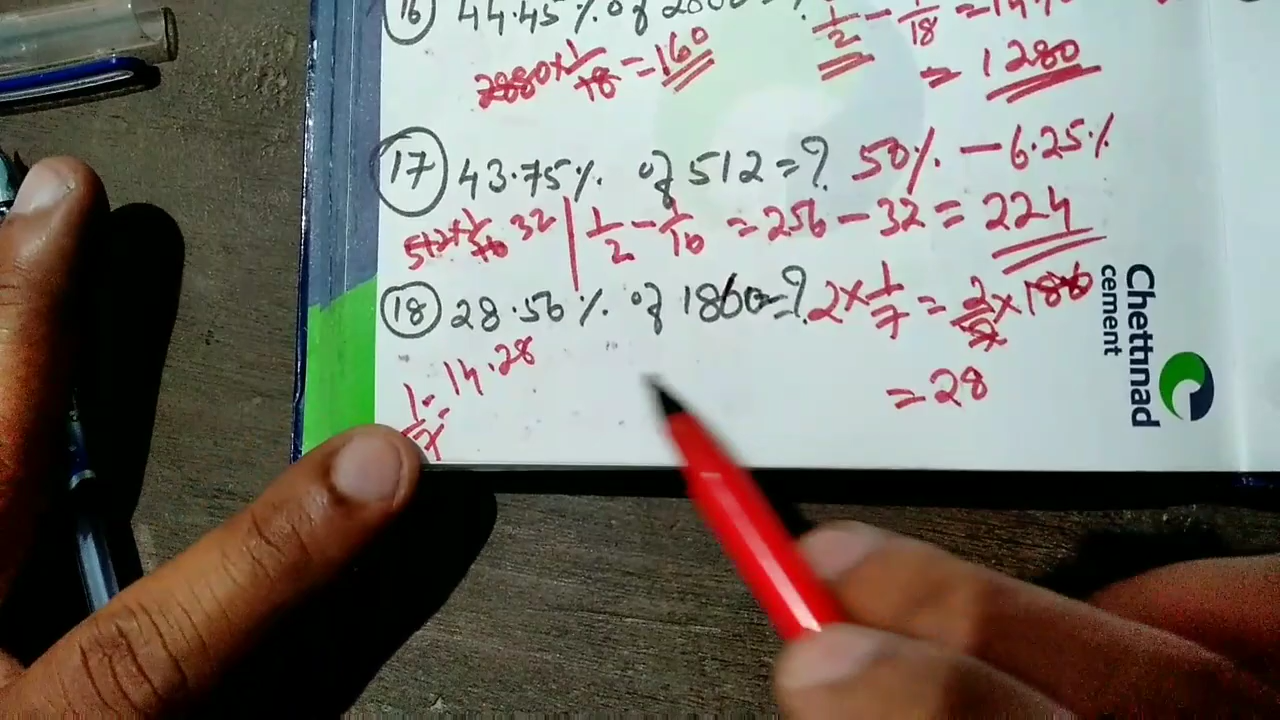 16 44.45% of 2880 = ? 1/2 - 1/18 =
2880 × 1/18 = 160 = 1280
17 43.75% of 512 = ? 50% - 6.25%
512 × 1/16 32 | 1/2 - 1/16 = 256 - 32 = 224
18 28.56% of 1860 = ? 2 × 1/7 = 2/7 ×
1/7 = 14.28 = 28
Chettinad
cement